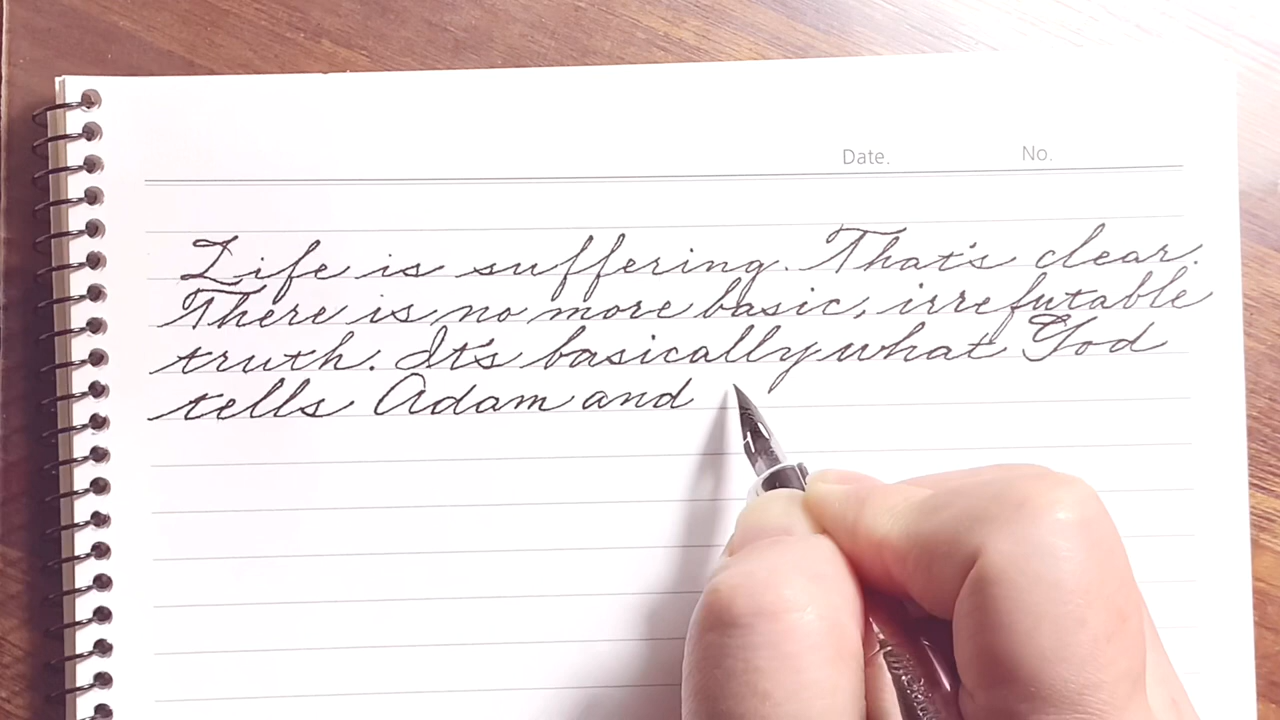 Date. No.
Life is suffering. That's clear.
There is no more basic, irrefutable
truth. It's basically what God
tells Adam and